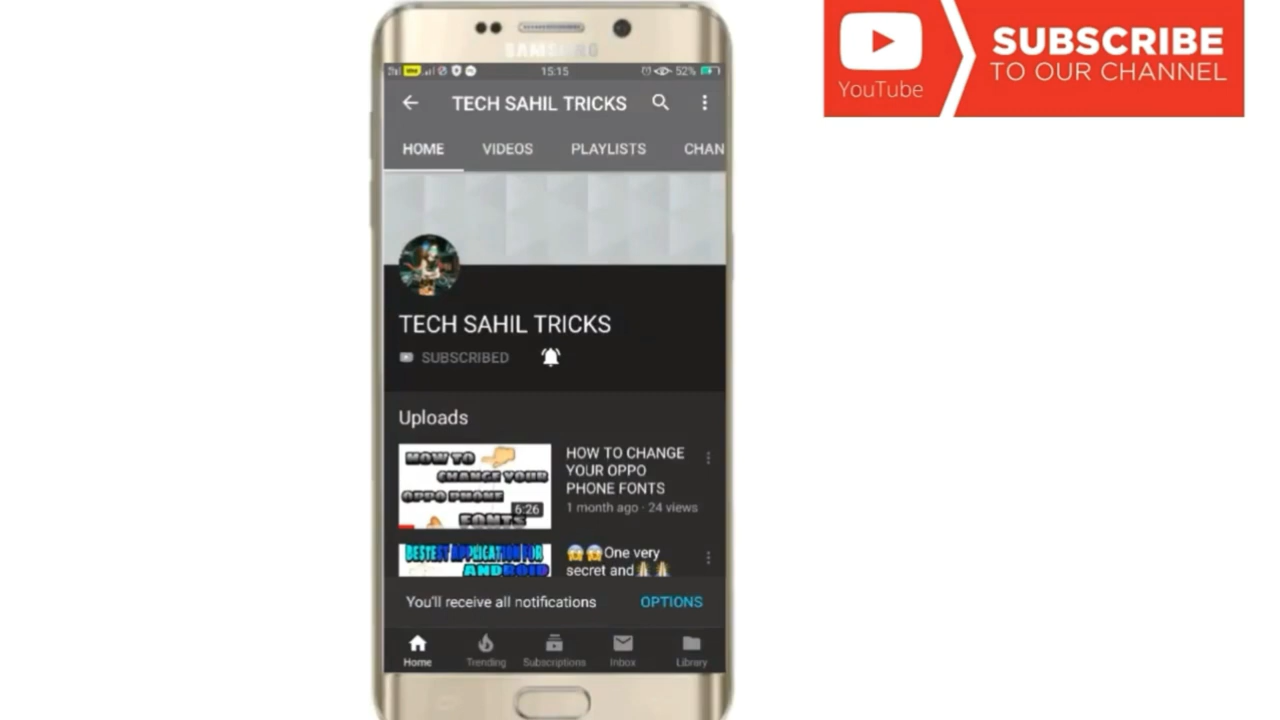 SAMSUNG
15:15
52%
TECH SAHIL TRICKS
HOME VIDEOS PLAYLISTS CHAN
TECH SAHIL TRICKS
SUBSCRIBED
Uploads
HOW TO
CHANGE YOUR
OPPO PHONE
FONTS
6:26
HOW TO CHANGE
YOUR OPPO
PHONE FONTS
1 month ago · 24 views
BESTEST APPLICATION FOR
ANDROID
😱😱One very
secret and🙏🙏
You'll receive all notifications OPTIONS
Home Trending Subscriptions Inbox Library
YouTube
SUBSCRIBE
TO OUR CHANNEL